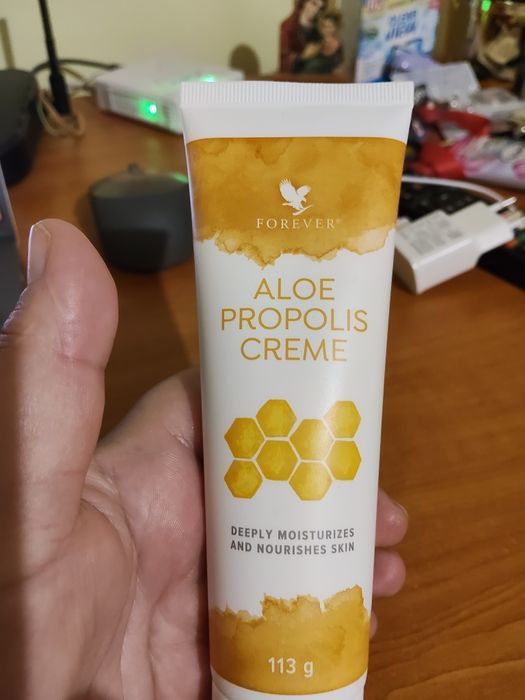 FOREVER®
ALOE
PROPOLIS
CREME
DEEPLY MOISTURIZES
AND NOURISHES SKIN
113 g